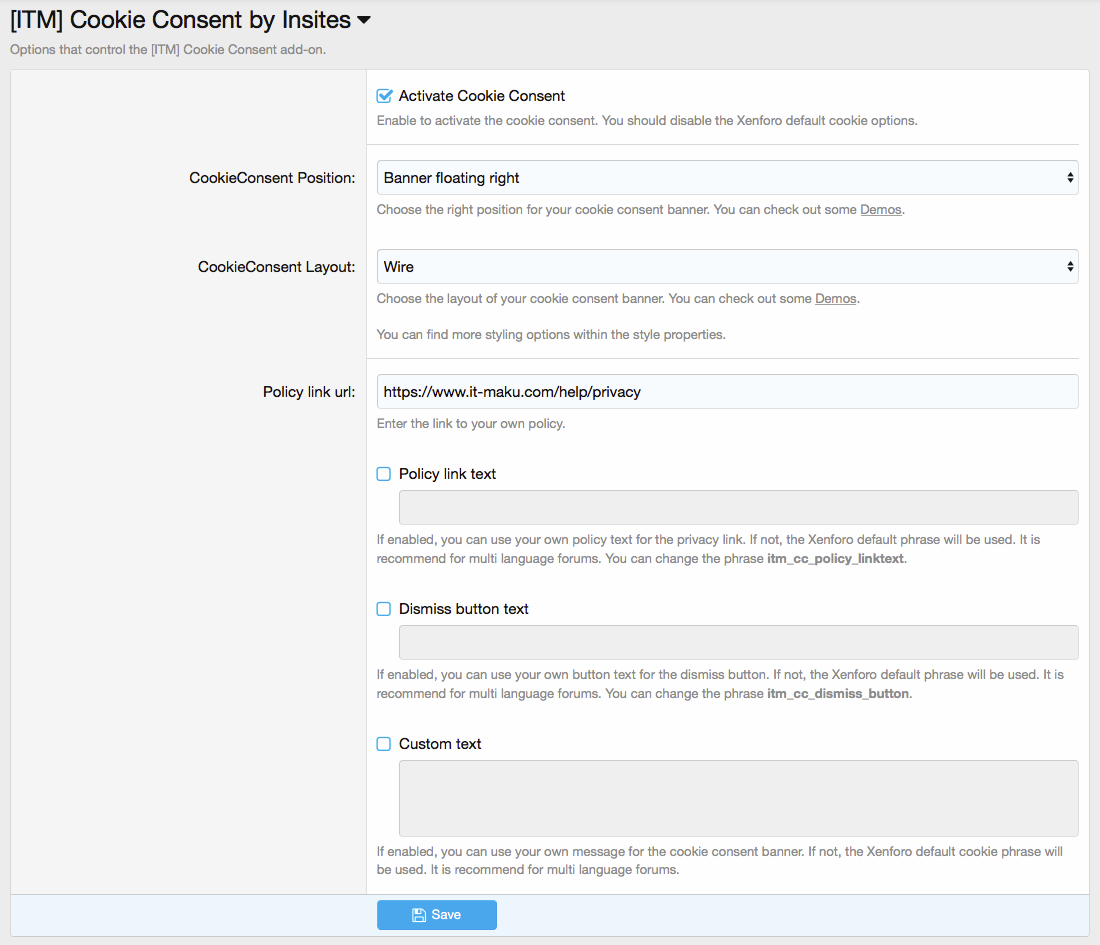 [ITM] Cookie Consent by Insites
Options that control the [ITM] Cookie Consent add-on.
Activate Cookie Consent
Enable to activate the cookie consent. You should disable the Xenforo default cookie options.
CookieConsent Position:
Banner floating right
Choose the right position for your cookie consent banner. You can check out some Demos.
CookieConsent Layout:
Wire
Choose the layout of your cookie consent banner. You can check out some Demos.
You can find more styling options within the style properties.
Policy link url:
https://www.it-maku.com/help/privacy
Enter the link to your own policy.
Policy link text
If enabled, you can use your own policy text for the privacy link. If not, the Xenforo default phrase will be used. It is
recommend for multi language forums. You can change the phrase itm_cc_policy_linktext.
Dismiss button text
If enabled, you can use your own button text for the dismiss button. If not, the Xenforo default phrase will be used. It is
recommend for multi language forums. You can change the phrase itm_cc_dismiss_button.
Custom text
If enabled, you can use your own message for the cookie consent banner. If not, the Xenforo default cookie phrase will
be used. It is recommend for multi language forums.
Save